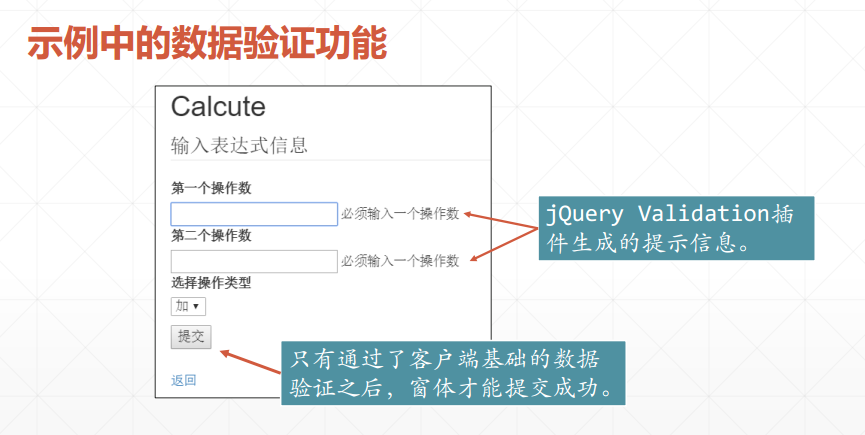 示例中的数据验证功能
Calcute
输入表达式信息
第一个操作数
必须输入一个操作数
第二个操作数
必须输入一个操作数
选择操作类型
加▼
提交
返回
jQuery Validation插
件生成的提示信息。
只有通过了客户端基础的数据
验证之后，窗体才能提交成功。